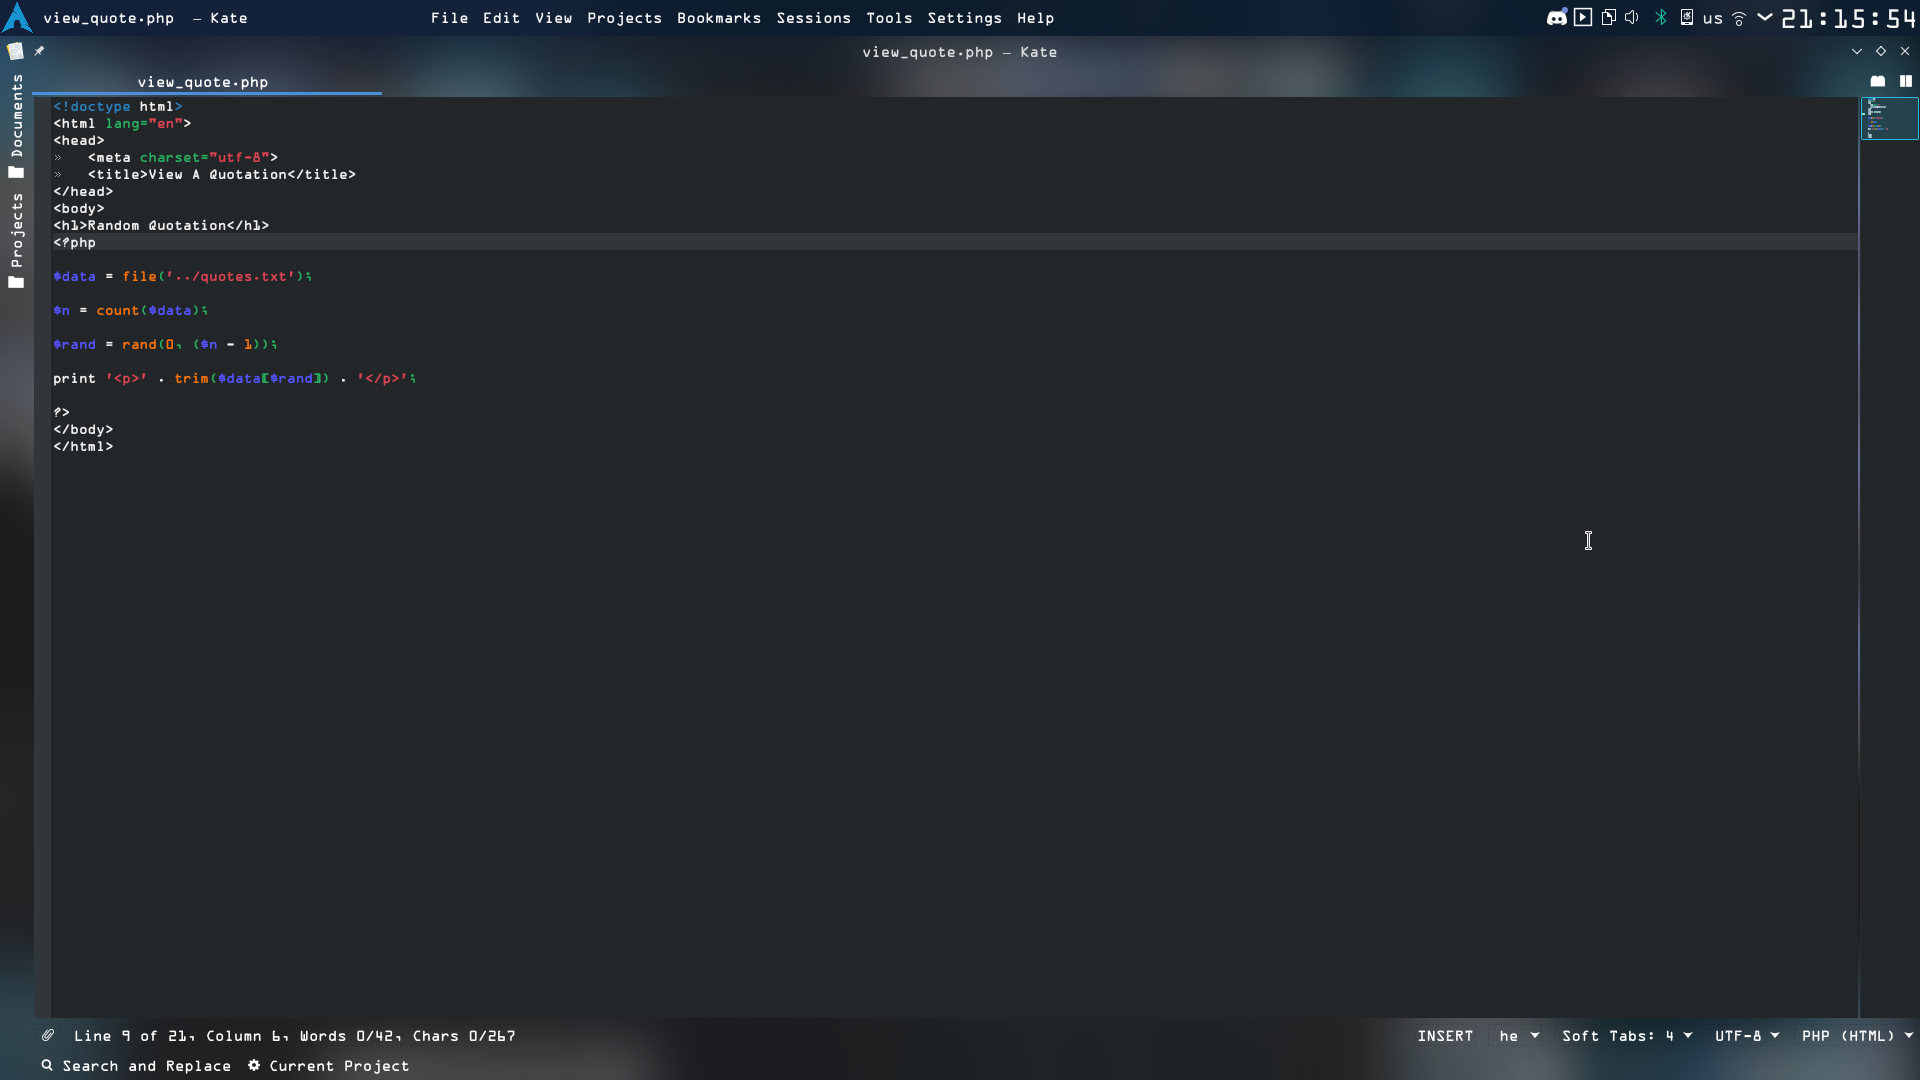 view_quote.php – Kate
File Edit View Projects Bookmarks Sessions Tools Settings Help
us
21:15:54
view_quote.php – Kate
view_quote.php
Documents
Projects
<!doctype html>
<html lang="en">
<head>
» <meta charset="utf-8">
» <title>View A Quotation</title>
</head>
<body>
<h1>Random Quotation</h1>
<?php
$data = file('../quotes.txt');
$n = count($data);
$rand = rand(0, ($n - 1));
print '<p>' . trim($data[$rand]) . '</p>';
?>
</body>
</html>
Line 9 of 21, Column 6, Words 0/42, Chars 0/267
INSERT he Soft Tabs: 4 UTF-8 PHP (HTML)
Search and Replace Current Project